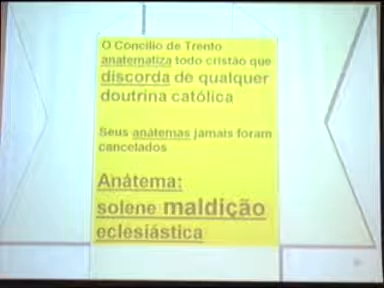 O Concílio de Trento
anatematiza todo cristão que
discorda de qualquer
doutrina católica
Seus anátemas jamais foram
cancelados
Anátema:
solene maldição
eclesiástica